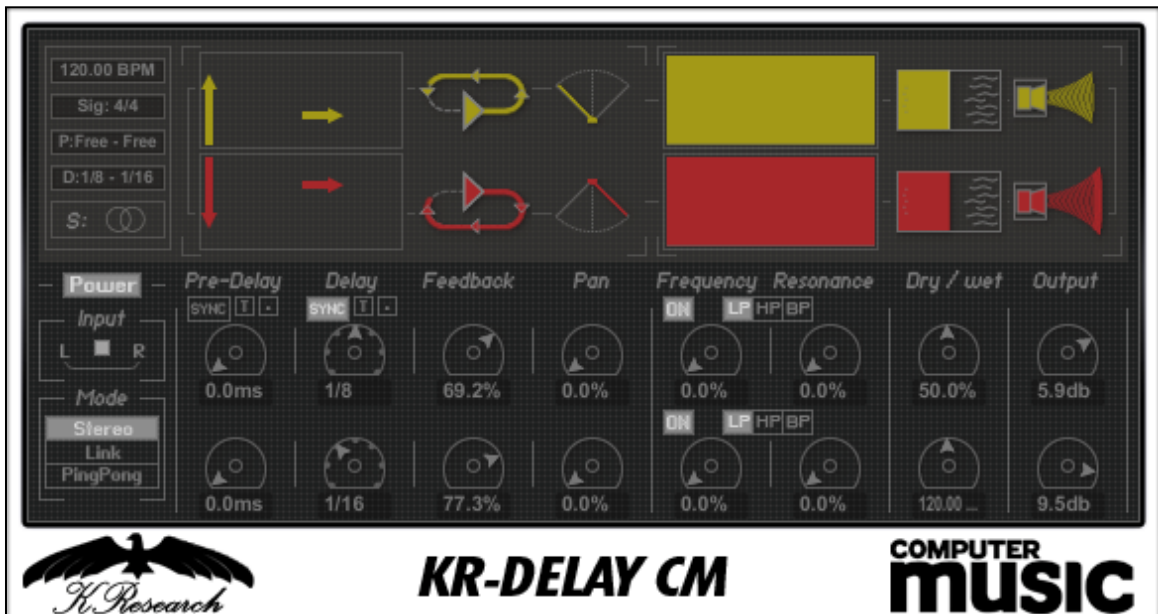 120.00 BPM
Sig: 4/4
P:Free - Free
D:1/8 - 1/16
S:
Power
Pre-Delay Delay Feedback Pan Frequency Resonance Dry / wet Output
SYNC T . SYNC T . ON LP HP BP
Input
L R
0.0ms 1/8 69.2% 0.0% 0.0% 0.0% 50.0% 5.9db
Mode
ON LP HP BP
Stereo
Link
PingPong
0.0ms 1/16 77.3% 0.0% 0.0% 0.0% 120.00 ... 9.5db
K Research
KR-DELAY CM
COMPUTER
MUSIC